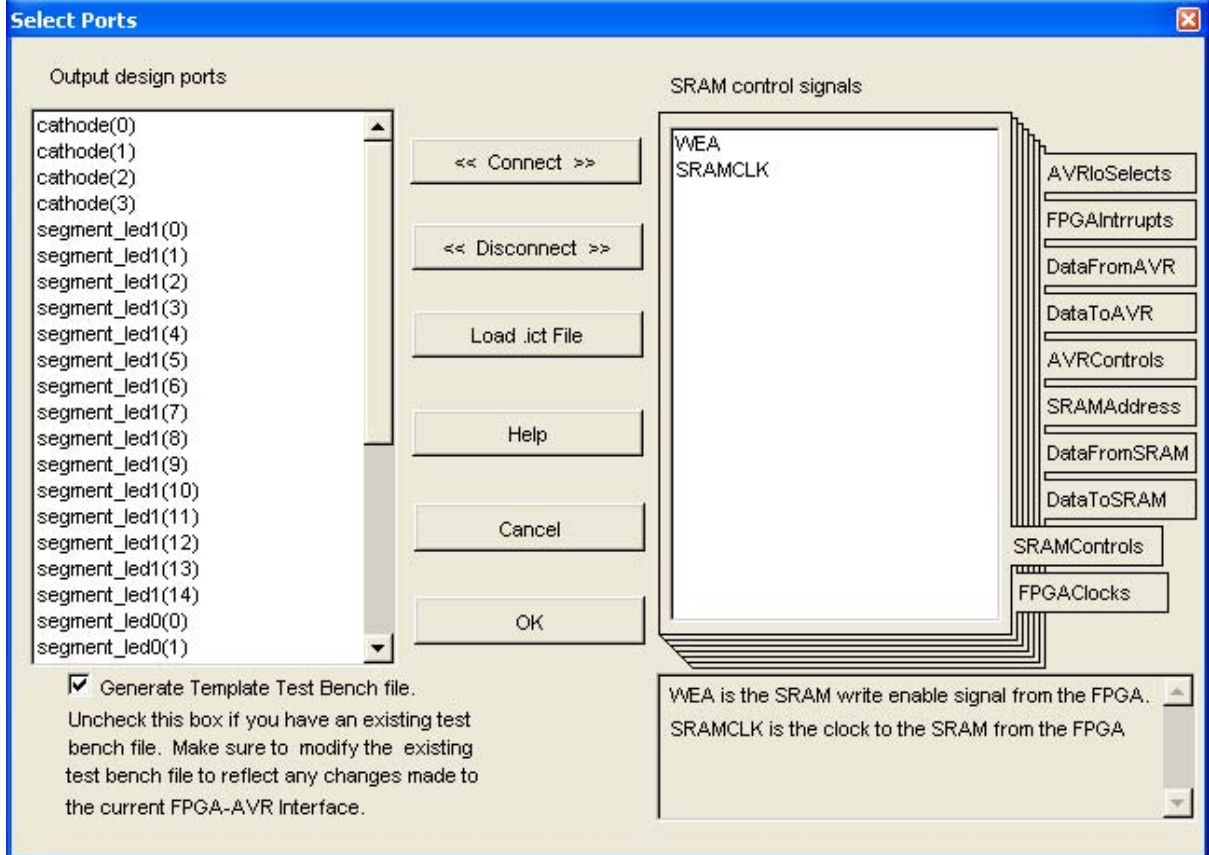 Select Ports
Output design ports
cathode(0)
cathode(1)
cathode(2)
cathode(3)
segment_led1(0)
segment_led1(1)
segment_led1(2)
segment_led1(3)
segment_led1(4)
segment_led1(5)
segment_led1(6)
segment_led1(7)
segment_led1(8)
segment_led1(9)
segment_led1(10)
segment_led1(11)
segment_led1(12)
segment_led1(13)
segment_led1(14)
segment_led0(0)
segment_led0(1)
Generate Template Test Bench file.
Uncheck this box if you have an existing test
bench file. Make sure to modify the existing
test bench file to reflect any changes made to
the current FPGA-AVR Interface.
<< Connect >>
<< Disconnect >>
Load .ict File
Help
Cancel
OK
SRAM control signals
WEA
SRAMCLK
AVRIoSelects
FPGAIntrrupts
DataFromAVR
DataToAVR
AVRControls
SRAMAddress
DataFromSRAM
DataToSRAM
SRAMControls
FPGAClocks
WEA is the SRAM write enable signal from the FPGA.
SRAMCLK is the clock to the SRAM from the FPGA